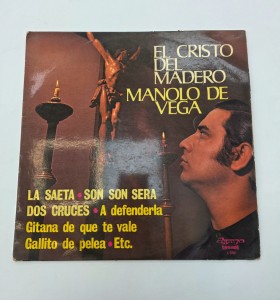 EL CRISTO
DEL
MADERO
MANOLO DE
VEGA
LA SAETA • SON SON SERA
DOS CRUCES • A defenderla
Gitana de que te vale
Gallito de pelea • Etc.